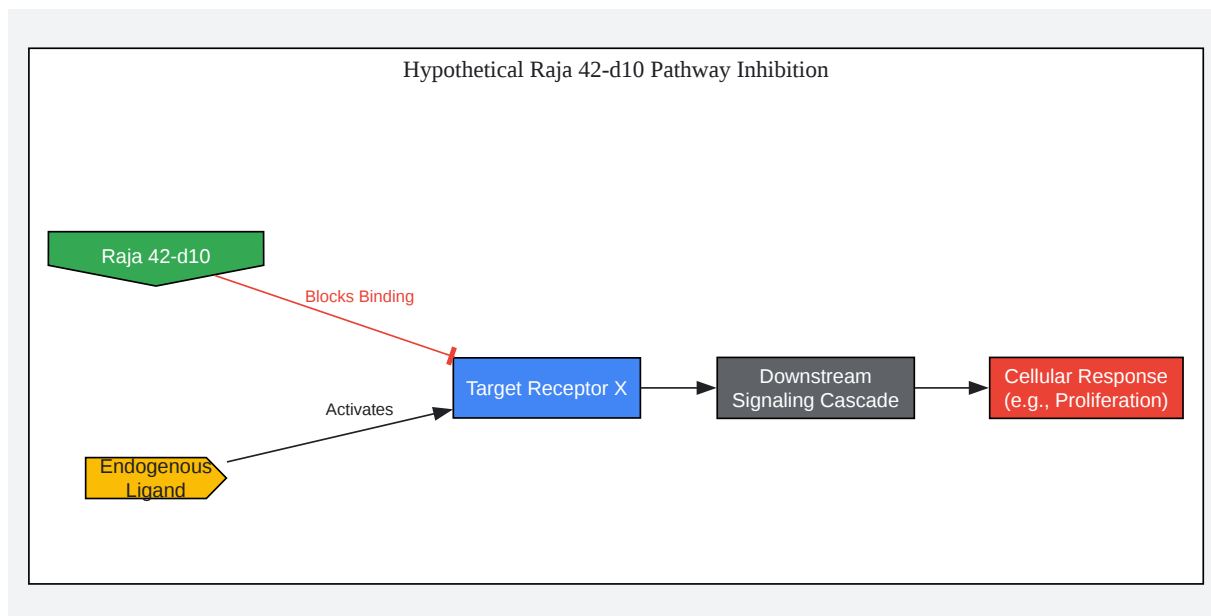 Hypothetical Raja 42-d10 Pathway Inhibition
Raja 42-d10
Blocks Binding
Target Receptor X
Downstream
Signaling Cascade
Cellular Response
(e.g., Proliferation)
Activates
Endogenous
Ligand